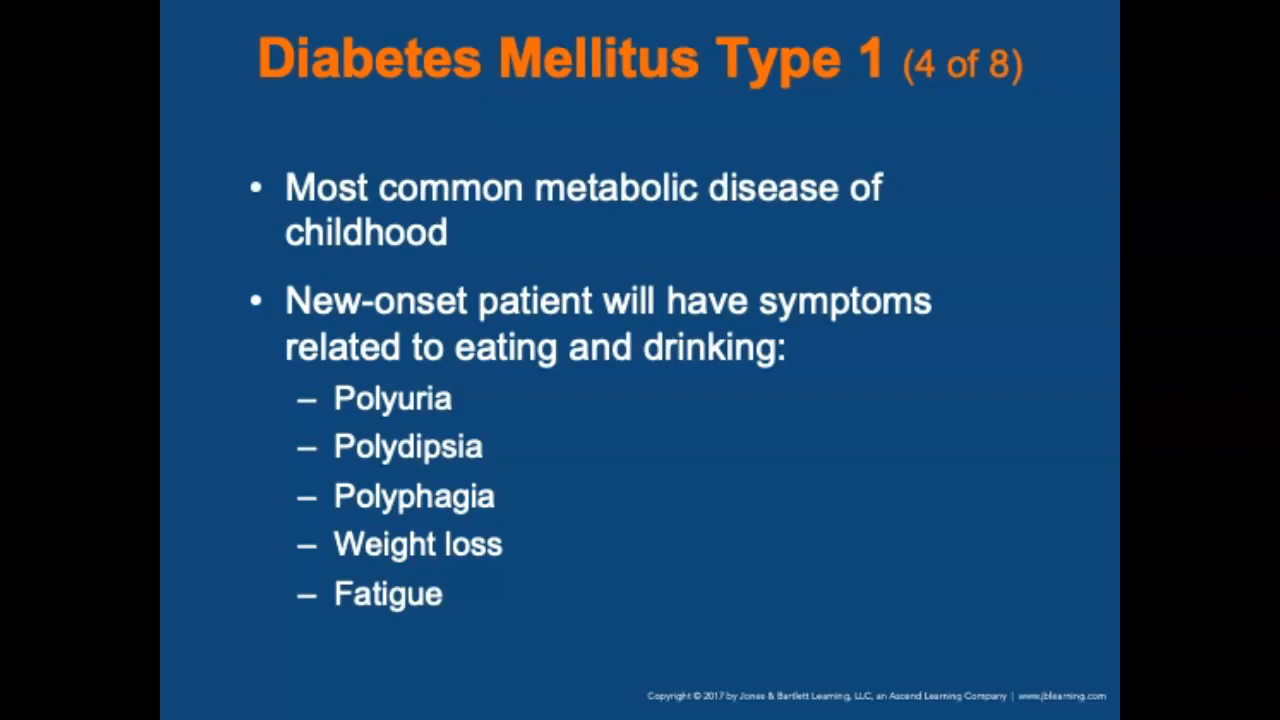 Diabetes Mellitus Type 1 (4 of 8)
• Most common metabolic disease of
childhood
• New-onset patient will have symptoms
related to eating and drinking:
– Polyuria
– Polydipsia
– Polyphagia
– Weight loss
– Fatigue
Copyright © 2017 by Jones & Bartlett Learning, LLC, an Ascend Learning Company | www.jblearning.com